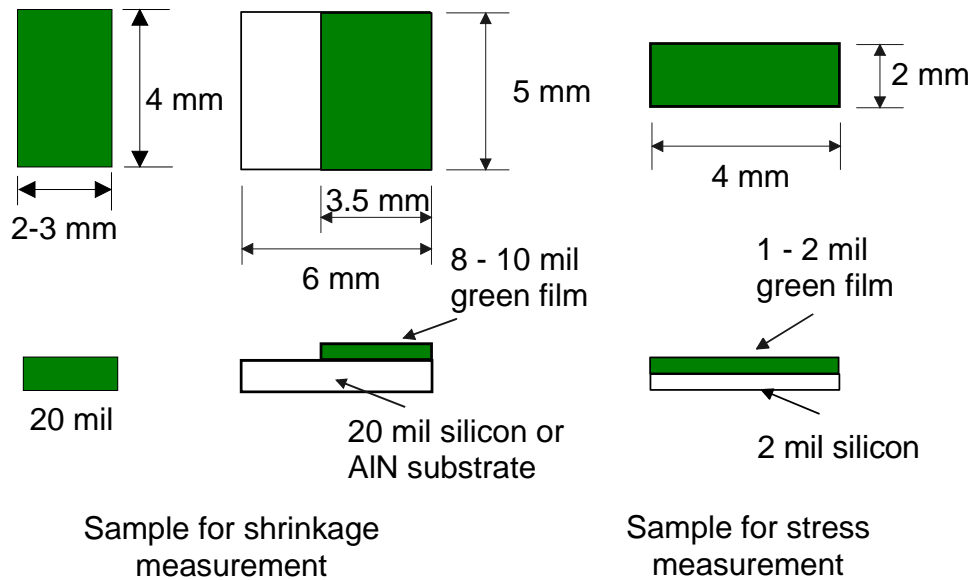 4 mm
2-3 mm
5 mm
3.5 mm
6 mm
2 mm
4 mm
8 - 10 mil
green film
1 - 2 mil
green film
20 mil
20 mil silicon or
AlN substrate
2 mil silicon
Sample for shrinkage
measurement
Sample for stress
measurement